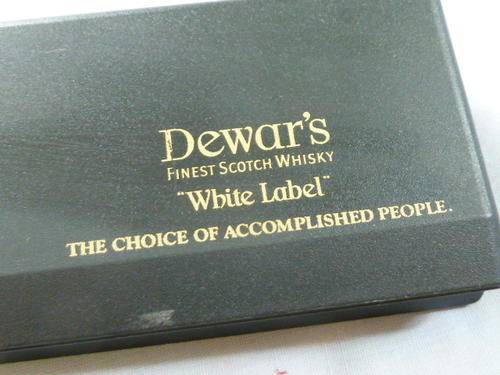 Dewar's
FINEST SCOTCH WHISKY
"White Label"
THE CHOICE OF ACCOMPLISHED PEOPLE.